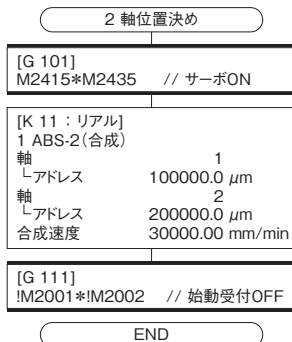 2 軸位置決め
[G 101]
M2415*M2435 // サーボON
[K 11：リアル]
1 ABS-2（合成）
軸 1
└アドレス 100000.0 μm
軸 2
└アドレス 200000.0 μm
合成速度 30000.00 mm/min
[G 111]
!M2001*!M2002 // 始動受付OFF
END